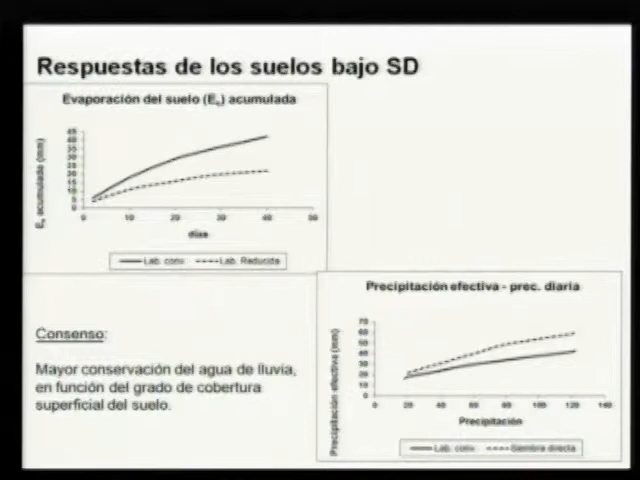 Respuestas de los suelos bajo SD
Evaporación del suelo (Es) acumulada
Es acumulada (mm)
45
40
35
30
25
20
15
10
5
0
0 10 20 30 40 50
días
Lab. conv. Lab. Reducida
Consenso:
Mayor conservación del agua de lluvia,
en función del grado de cobertura
superficial del suelo.
Precipitación efectiva - prec. diaria
Precipitación efectiva (mm)
70
60
50
40
30
20
10
0
0 20 40 60 80 100 120 140
Precipitación
Lab. conv. Siembra directa